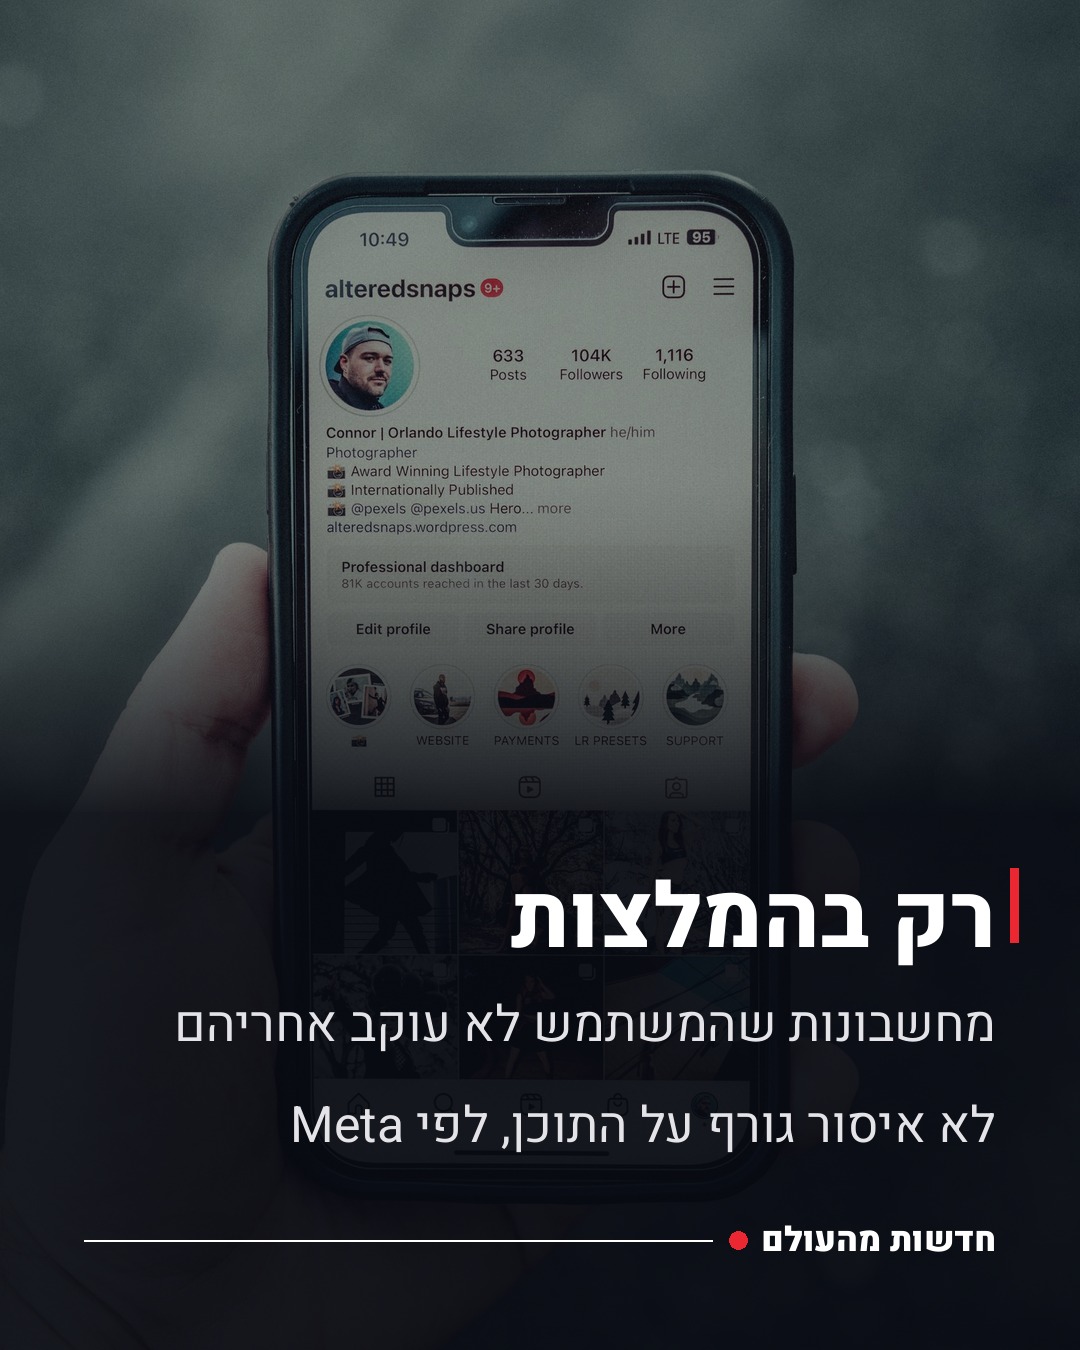 10:49
LTE 95
alteredsnaps 9+
633 104K 1,116
Posts Followers Following
Connor | Orlando Lifestyle Photographer he/him
Photographer
Award Winning Lifestyle Photographer
Internationally Published
@pexels @pexels.us Hero... more
alteredsnaps.wordpress.com
Professional dashboard
81K accounts reached in the last 30 days.
Edit profile Share profile More
WEBSITE PAYMENTS LR PRESETS SUPPORT
רק בהמלצות
מחשבונות שהמשתמש לא עוקב אחריהם
לא איסור גורף על התוכן, לפי Meta
חדשות מהעולם